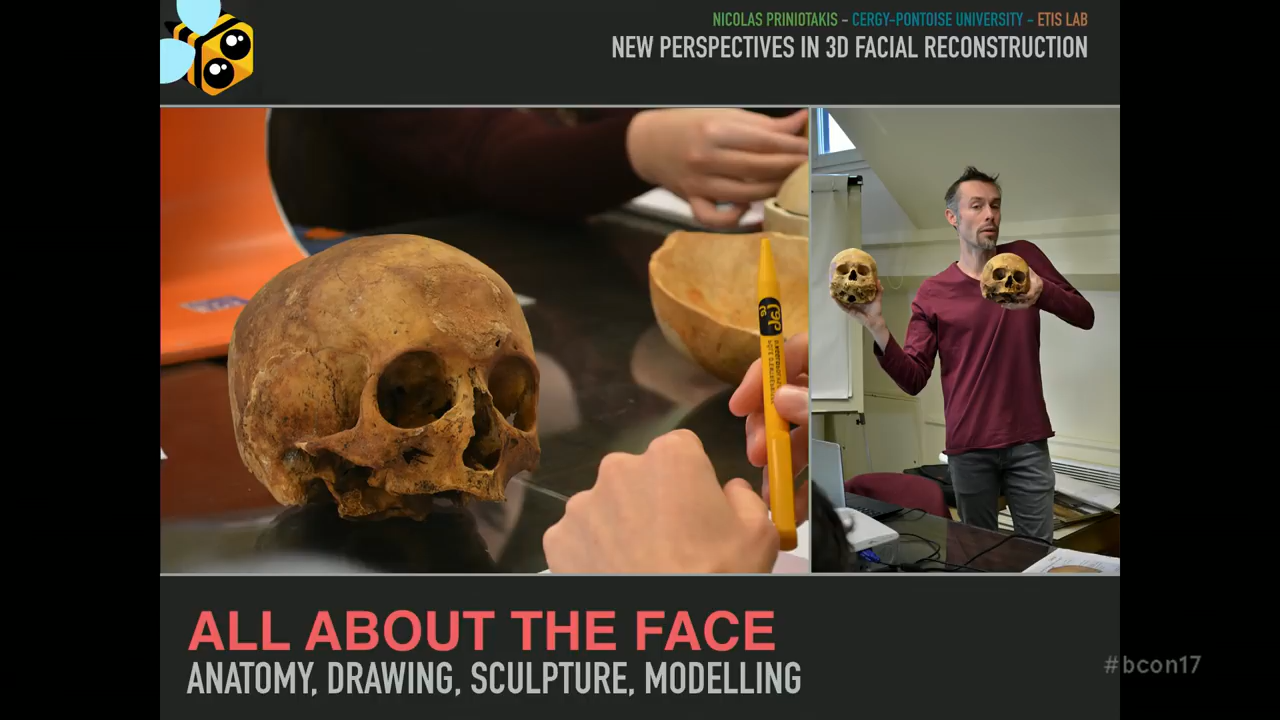 NICOLAS PRINIOTAKIS - CERGY-PONTOISE UNIVERSITY - ETIS LAB
NEW PERSPECTIVES IN 3D FACIAL RECONSTRUCTION
ALL ABOUT THE FACE
ANATOMY, DRAWING, SCULPTURE, MODELLING
#bcon17